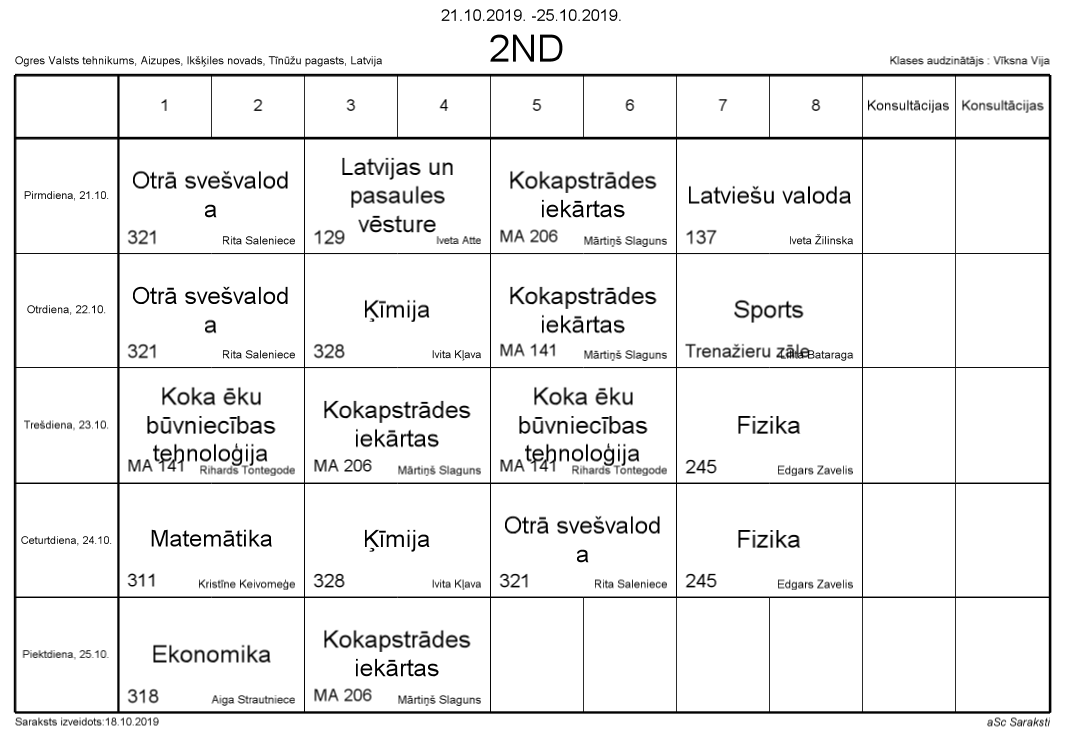 21.10.2019. -25.10.2019.
2ND
Ogres Valsts tehnikums, Aizupes, Ikšķiles novads, Tīnūžu pagasts, Latvija
Klases audzinātājs : Vīksna Vija
1 2 3 4 5 6 7 8 Konsultācijas Konsultācijas
Pirmdiena, 21.10.
Otrā svešvalod
a
321 Rita Saleniece
Latvijas un
pasaules
vēsture
129 Iveta Atte
Kokapstrādes
iekārtas
MA 206 Mārtiņš Slaguns
Latviešu valoda
137 Iveta Žilinska
Otrdiena, 22.10.
Otrā svešvalod
a
321 Rita Saleniece
Ķīmija
328 Ivita Kļava
Kokapstrādes
iekārtas
MA 141 Mārtiņš Slaguns
Sports
Trenažieru zāle Lilita Bataraga
Trešdiena, 23.10.
Koka ēku
būvniecības
tehnoloģija
MA 141 Rihards Tontegode
Kokapstrādes
iekārtas
MA 206 Mārtiņš Slaguns
Koka ēku
būvniecības
tehnoloģija
MA 141 Rihards Tontegode
Fizika
245 Edgars Zavelis
Ceturtdiena, 24.10.
Matemātika
311 Kristīne Keivomeģe
Ķīmija
328 Ivita Kļava
Otrā svešvalod
a
321 Rita Saleniece
Fizika
245 Edgars Zavelis
Piektdiena, 25.10.
Ekonomika
318 Aiga Strautniece
Kokapstrādes
iekārtas
MA 206 Mārtiņš Slaguns
Saraksts izveidots:18.10.2019
aSc Saraksti